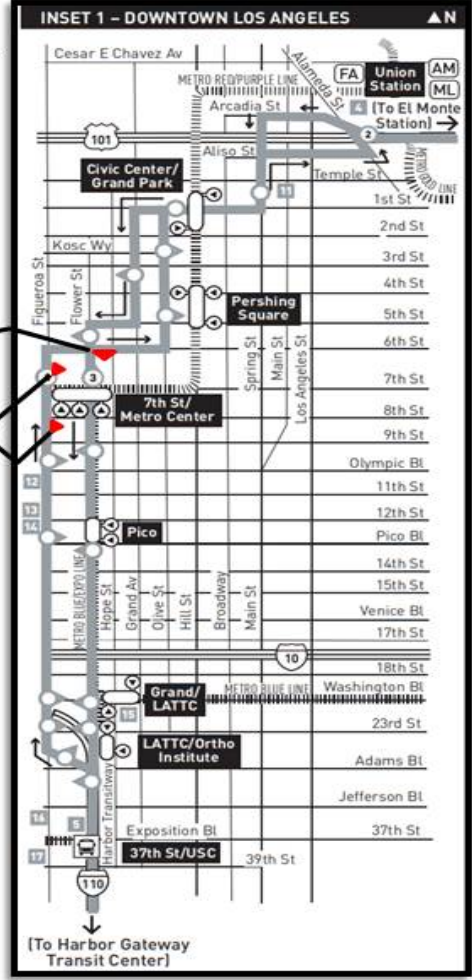 INSET 1 – DOWNTOWN LOS ANGELES
▲N
Cesar E Chavez Av
METRO RED/PURPLE LINE
Alameda St
FA
Union
Station
AM
ML
Arcadia St
4
(To El Monte
Station) →
101
2
Aliso St
Temple St
METRO GOLD LINE
Civic Center/
Grand Park
11
1st St
2nd St
Kosc Wy
3rd St
Figueroa St
Flower St
4th St
Pershing
Square
5th St
Spring St
Main St
Los Angeles St
6th St
3
7th St
7th St/
Metro Center
8th St
9th St
Olympic Bl
12
11th St
13
12th St
14
Pico
Pico Bl
14th St
METRO BLUE/EXPO LINE
Hope St
Grand Av
Olive St
Hill St
Broadway
Main St
15th St
Venice Bl
17th St
10
18th St
Grand/
LATTC
METRO BLUE LINE
Washington Bl
15
23rd St
LATTC/Ortho
Institute
Adams Bl
Harbor Transitway
Jefferson Bl
16
5
Exposition Bl
37th St
17
37th St/USC
39th St
110
(To Harbor Gateway
Transit Center)